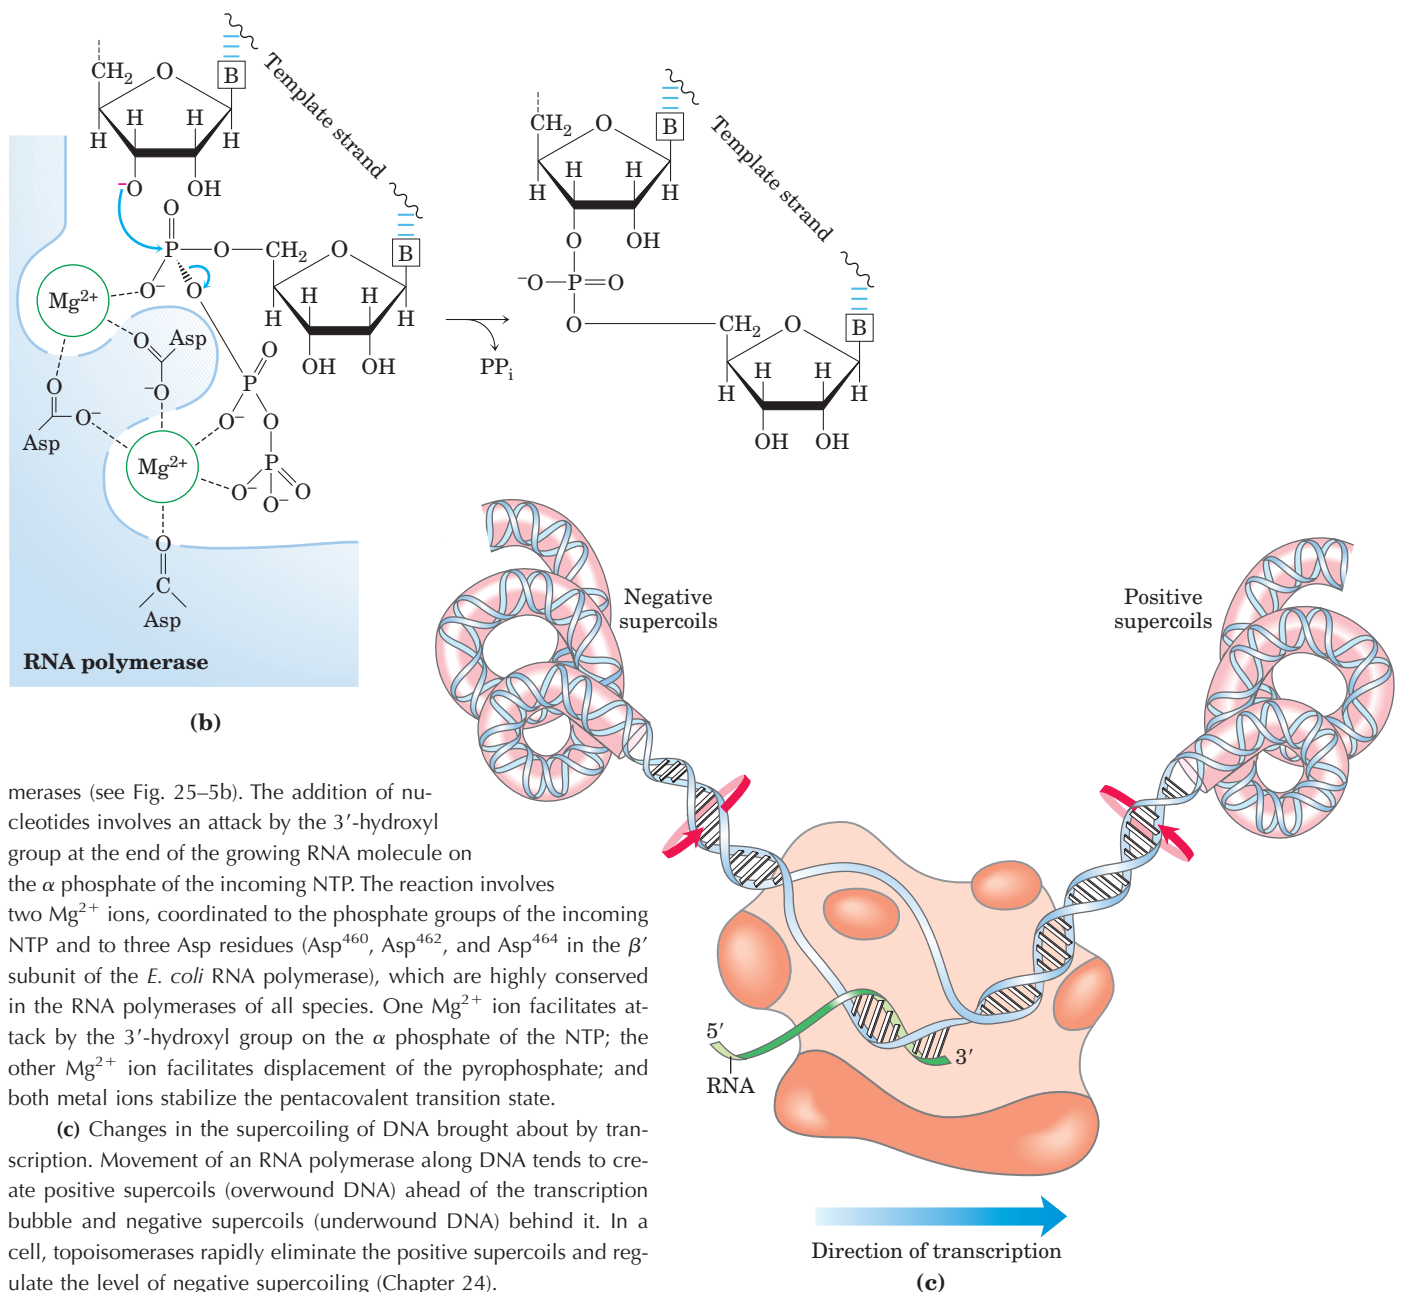 CH2 O B
H H
H H
⁻O OH
Template strand
O
P O CH2 O B
O⁻ O
Mg2+
H H
H H
OH OH
O Asp
⁻O
O
O⁻
Asp
P O
O⁻ O
Mg2+
P
O⁻ O
O⁻
O
C
Asp
RNA polymerase
(b)
PPi
CH2 O B
H H
H H
O OH
Template strand
⁻O—P=O
O CH2 O B
H H
H H
OH OH
Negative
supercoils
Positive
supercoils
5′
RNA
3′
Direction of transcription
(c)
merases (see Fig. 25–5b). The addition of nu-
cleotides involves an attack by the 3′-hydroxyl
group at the end of the growing RNA molecule on
the α phosphate of the incoming NTP. The reaction involves
two Mg2+ ions, coordinated to the phosphate groups of the incoming
NTP and to three Asp residues (Asp460, Asp462, and Asp464 in the β′
subunit of the E. coli RNA polymerase), which are highly conserved
in the RNA polymerases of all species. One Mg2+ ion facilitates at-
tack by the 3′-hydroxyl group on the α phosphate of the NTP; the
other Mg2+ ion facilitates displacement of the pyrophosphate; and
both metal ions stabilize the pentacovalent transition state.
(c) Changes in the supercoiling of DNA brought about by tran-
scription. Movement of an RNA polymerase along DNA tends to cre-
ate positive supercoils (overwound DNA) ahead of the transcription
bubble and negative supercoils (underwound DNA) behind it. In a
cell, topoisomerases rapidly eliminate the positive supercoils and reg-
ulate the level of negative supercoiling (Chapter 24).